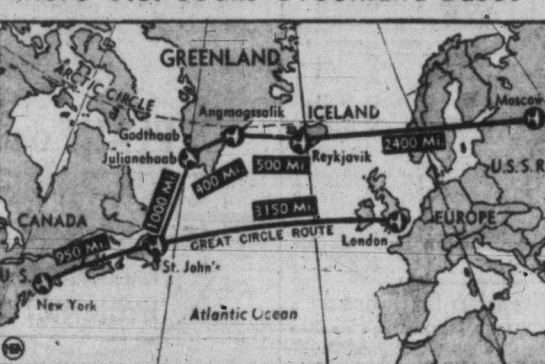 GREENLAND
ARCTIC CIRCLE
Angmagssalik
ICELAND
Moscow
Godthaab
Julianehaab
Reykjavik
2400 MI.
500 MI.
400 MI.
1000 MI.
U.S.S.R
3150 MI.
CANADA
EUROPE
GREAT CIRCLE ROUTE
London
950 MI.
St. John's
U.S.
New York
Atlantic Ocean